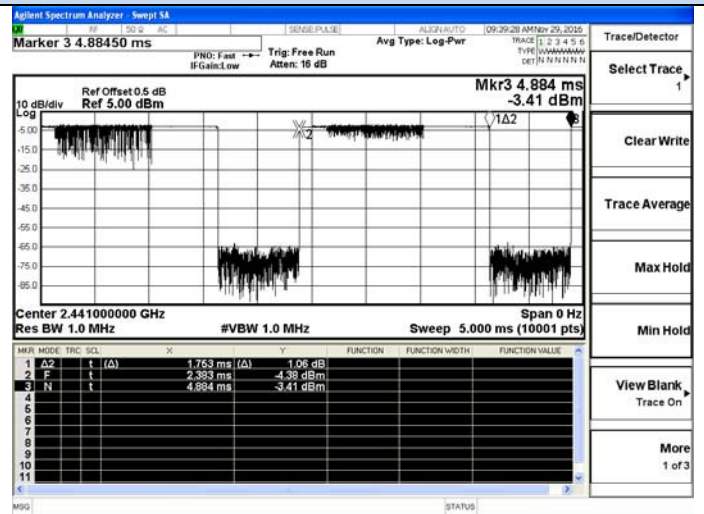 Agilent Spectrum Analyzer - Swept SA
RF 50 Ω AC SENSE:PULSE ALIGN AUTO 09:39:28 AM Nov 29, 2016
Marker 3 4.88450 ms
PNO: Fast
IFGain:Low
Trig: Free Run
Atten: 16 dB
Avg Type: Log-Pwr
TRACE 1 2 3 4 5 6
TYPE
DET N N N N N N
Ref Offset 0.5 dB
Ref 5.00 dBm
10 dB/div
Log
Mkr3 4.884 ms
-3.41 dBm
1Δ2
3
2
-5.00
-15.0
-25.0
-35.0
-45.0
-55.0
-65.0
-75.0
-85.0
Center 2.441000000 GHz
Span 0 Hz
Res BW 1.0 MHz
#VBW 1.0 MHz
Sweep 5.000 ms (10001 pts)
MKR MODE TRC SCL X Y FUNCTION FUNCTION WIDTH FUNCTION VALUE
1 Δ2 t (Δ) 1.753 ms (Δ) 1.06 dB
2 F t 2.383 ms -4.38 dBm
3 N t 4.884 ms -3.41 dBm
4
5
6
7
8
9
10
11
MSG
STATUS
Trace/Detector
Select Trace
1
Clear Write
Trace Average
Max Hold
Min Hold
View Blank
Trace On
More
1 of 3